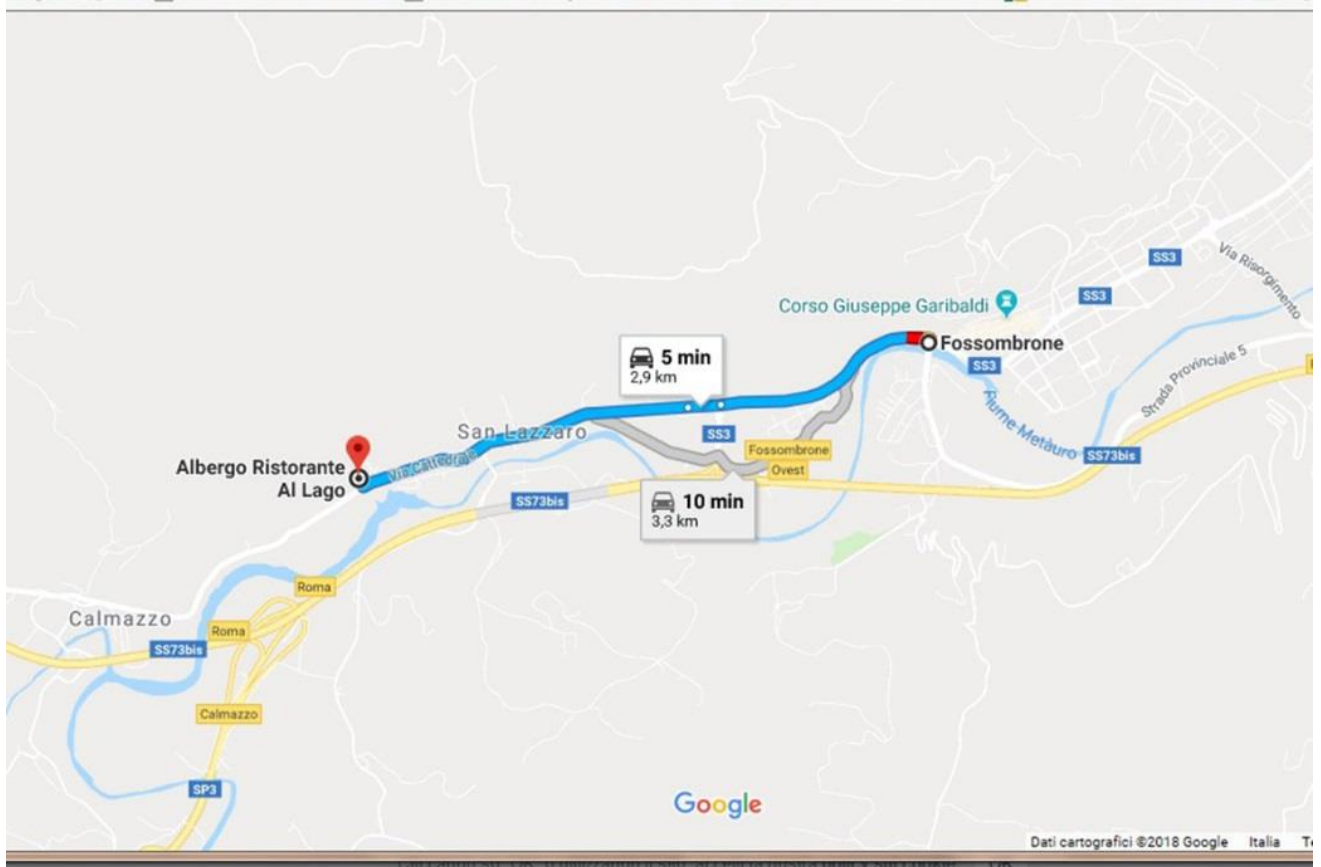 SS3
Via Risorgimento
SS3
Corso Giuseppe Garibaldi
Fossombrone
5 min
2,9 km
SS3
Strada Provinciale 5
Fiume Metauro
San Lazzaro
SS3
Fossombrone
Ovest
SS73bis
Via Cattedrale
Albergo Ristorante
Al Lago
SS73bis
10 min
3,3 km
Roma
Calmazzo
Roma
SS73bis
Calmazzo
SP3
Google
Dati cartografici ©2018 Google Italia